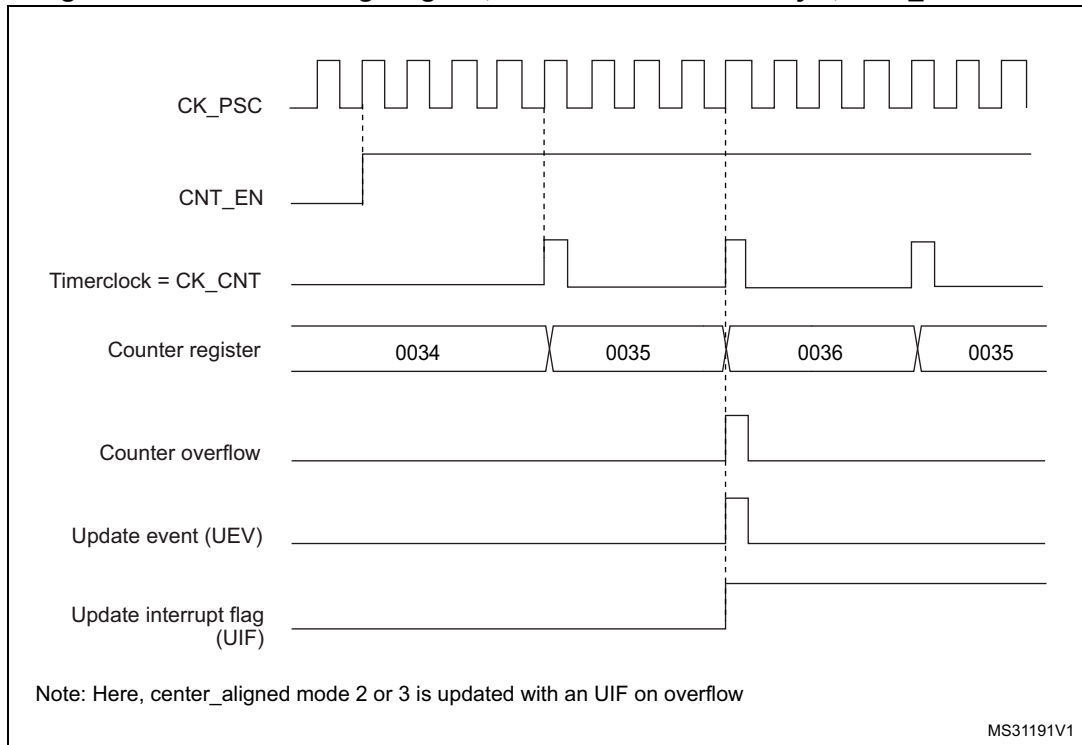 CK_PSC
CNT_EN
Timerclock = CK_CNT
Counter register
0034 0035 0036 0035
Counter overflow
Update event (UEV)
Update interrupt flag
(UIF)
Note: Here, center_aligned mode 2 or 3 is updated with an UIF on overflow
MS31191V1